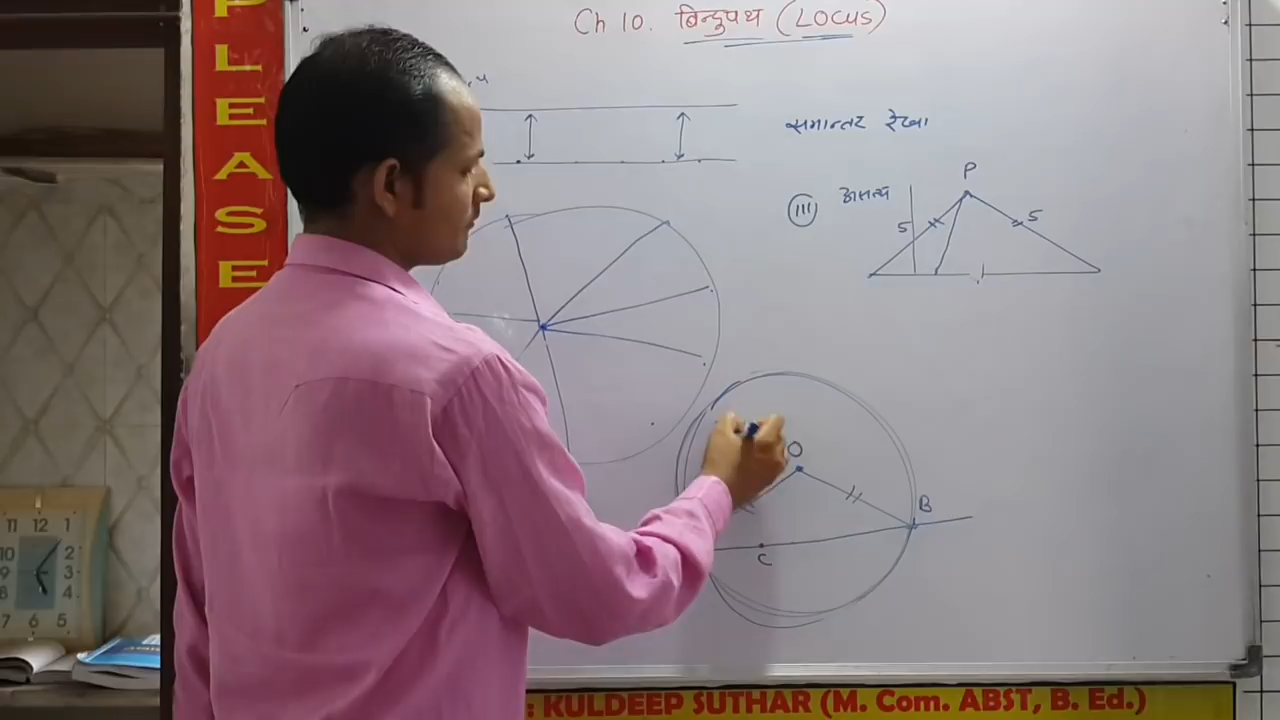 PLEASE
Ch 10. बिन्दुपथ (LOCUS)
समान्तर रेखा
(III) असत्य
P
5
5
O
B
C
11 12 1
10 2
9 3
8 4
7 6 5
: KULDEEP SUTHAR (M. Com. ABST, B. Ed.)